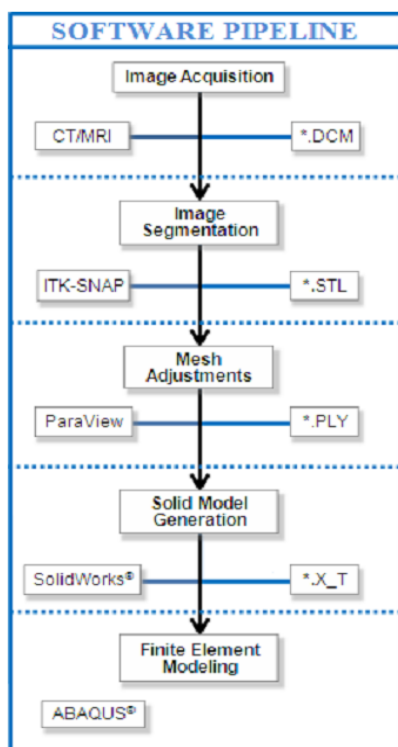 SOFTWARE PIPELINE
Image Acquisition
CT/MRI
*.DCM
Image
Segmentation
ITK-SNAP
*.STL
Mesh
Adjustments
ParaView
*.PLY
Solid Model
Generation
SolidWorks®
*.X_T
Finite Element
Modeling
ABAQUS®